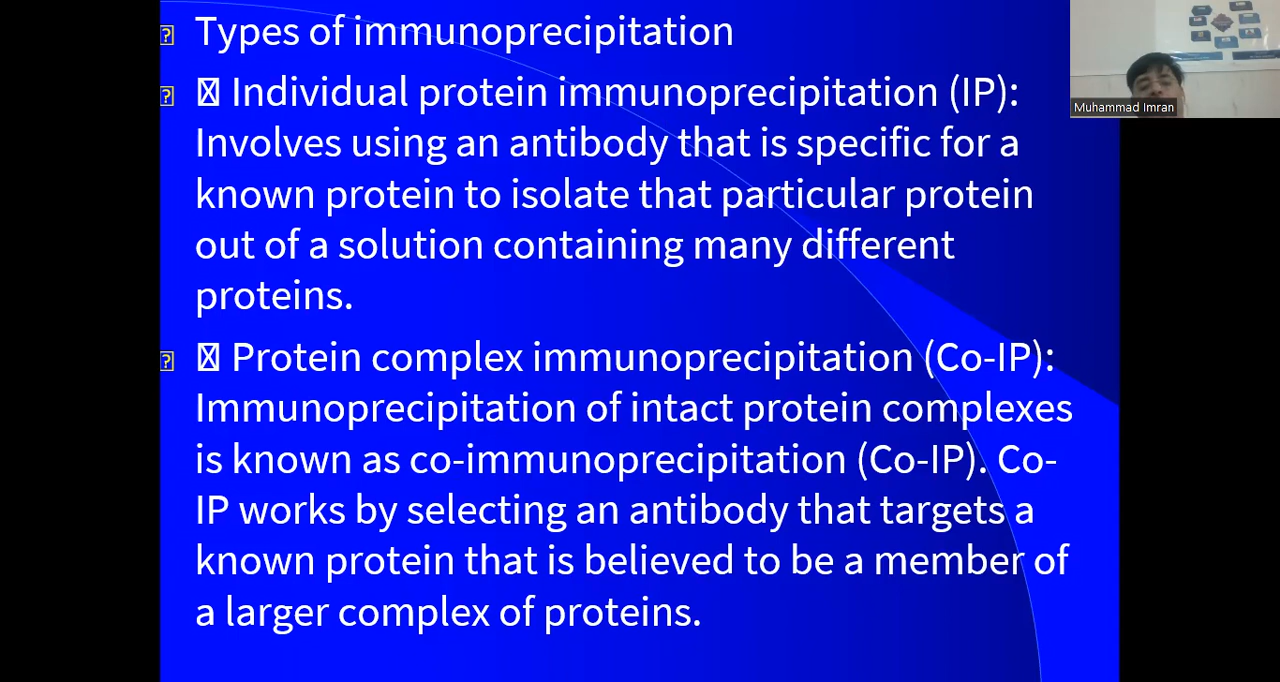 Types of immunoprecipitation
Individual protein immunoprecipitation (IP):
Involves using an antibody that is specific for a
known protein to isolate that particular protein
out of a solution containing many different
proteins.
Protein complex immunoprecipitation (Co-IP):
Immunoprecipitation of intact protein complexes
is known as co-immunoprecipitation (Co-IP). Co-
IP works by selecting an antibody that targets a
known protein that is believed to be a member of
a larger complex of proteins.
Muhammad Imran